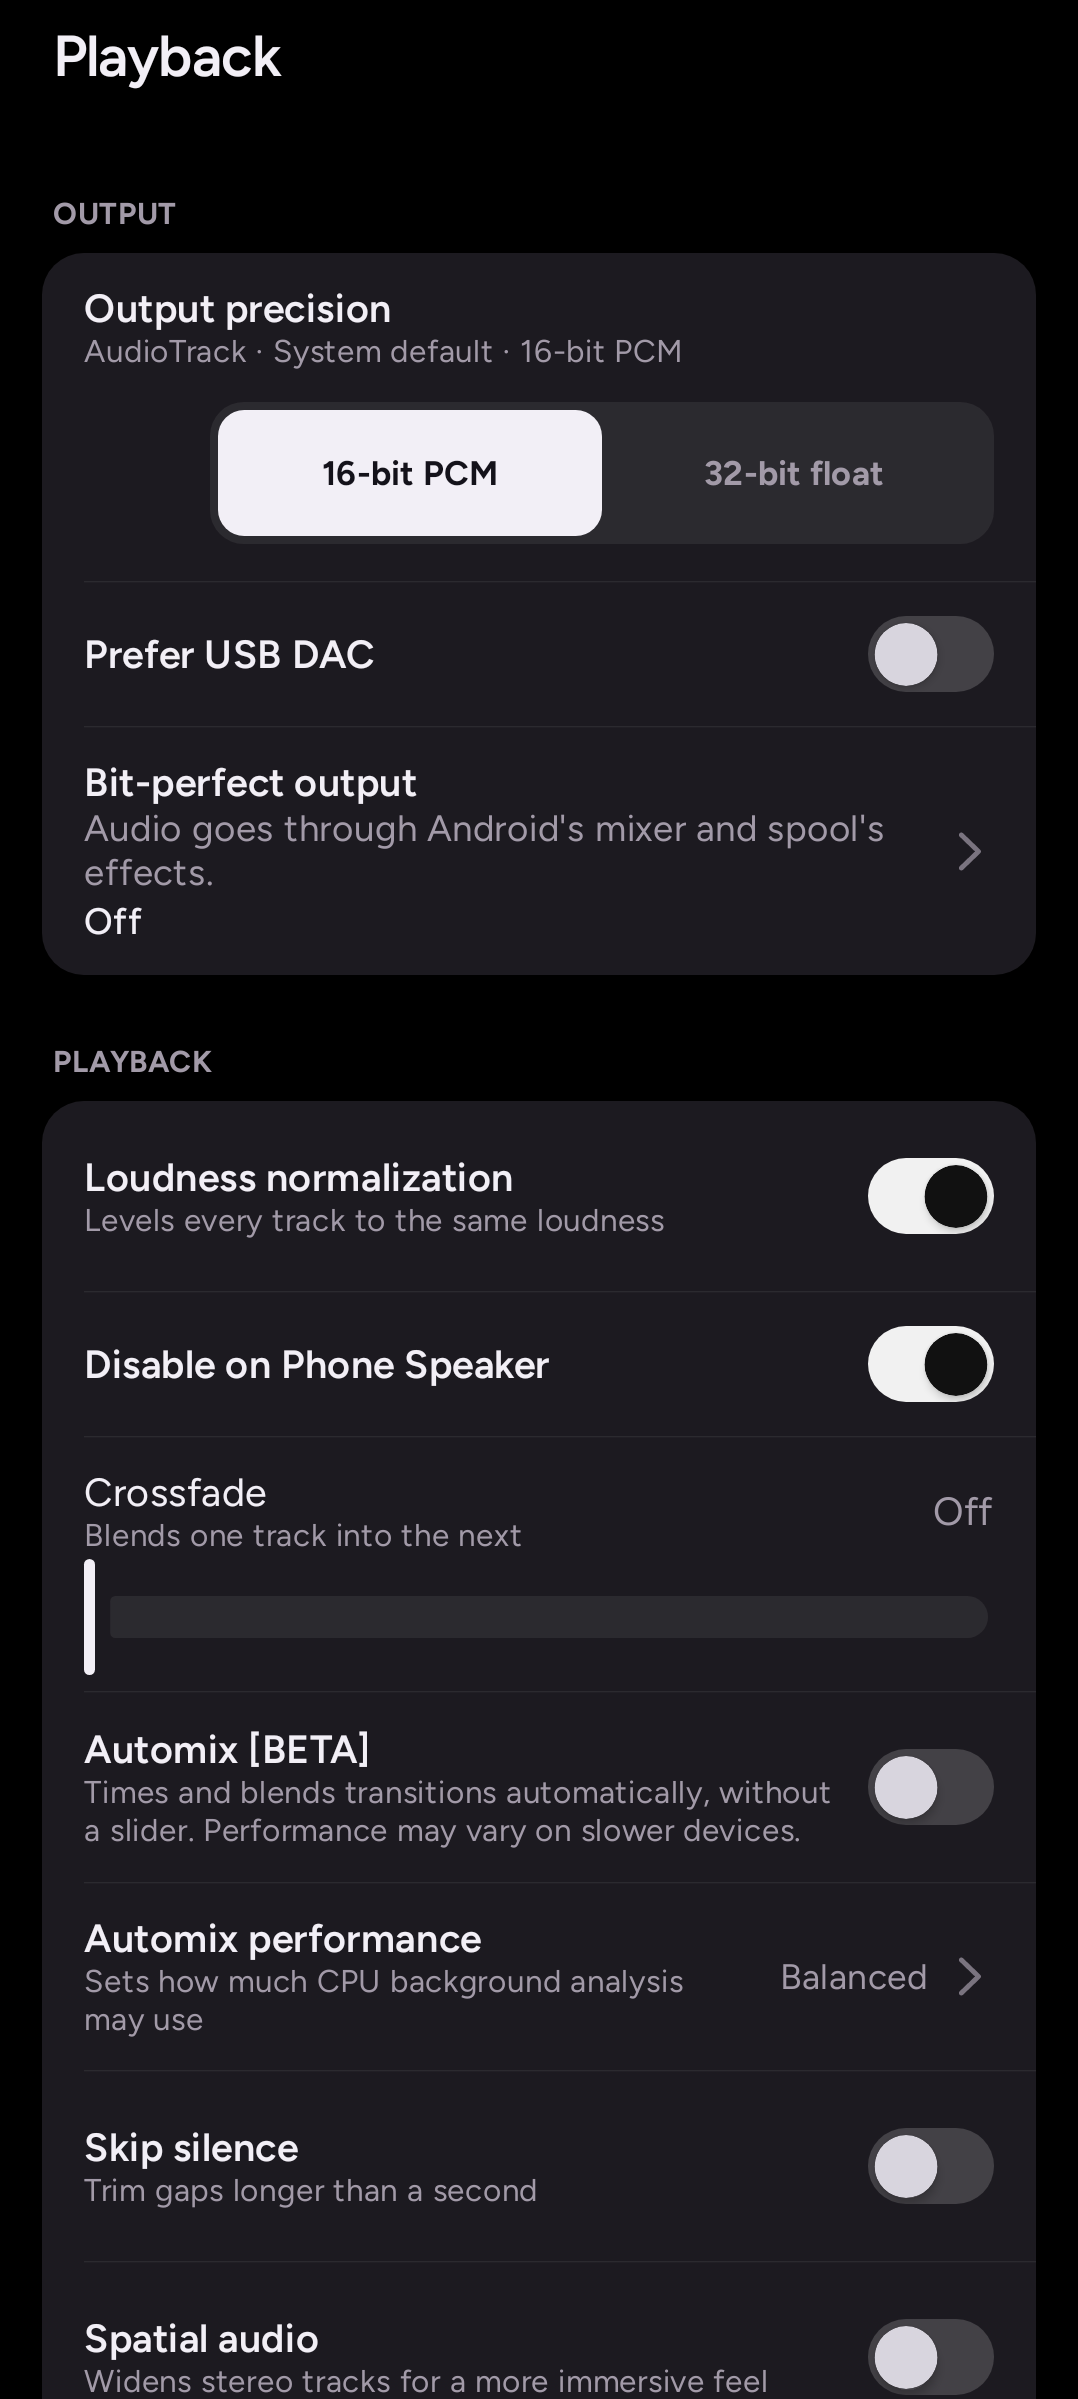 Playback
OUTPUT
Output precision
AudioTrack · System default · 16-bit PCM
16-bit PCM
32-bit float
Prefer USB DAC
Bit-perfect output
Audio goes through Android's mixer and spool's
effects.
Off
PLAYBACK
Loudness normalization
Levels every track to the same loudness
Disable on Phone Speaker
Crossfade
Off
Blends one track into the next
Automix [BETA]
Times and blends transitions automatically, without
a slider. Performance may vary on slower devices.
Automix performance
Sets how much CPU background analysis
may use
Balanced
Skip silence
Trim gaps longer than a second
Spatial audio
Widens stereo tracks for a more immersive feel